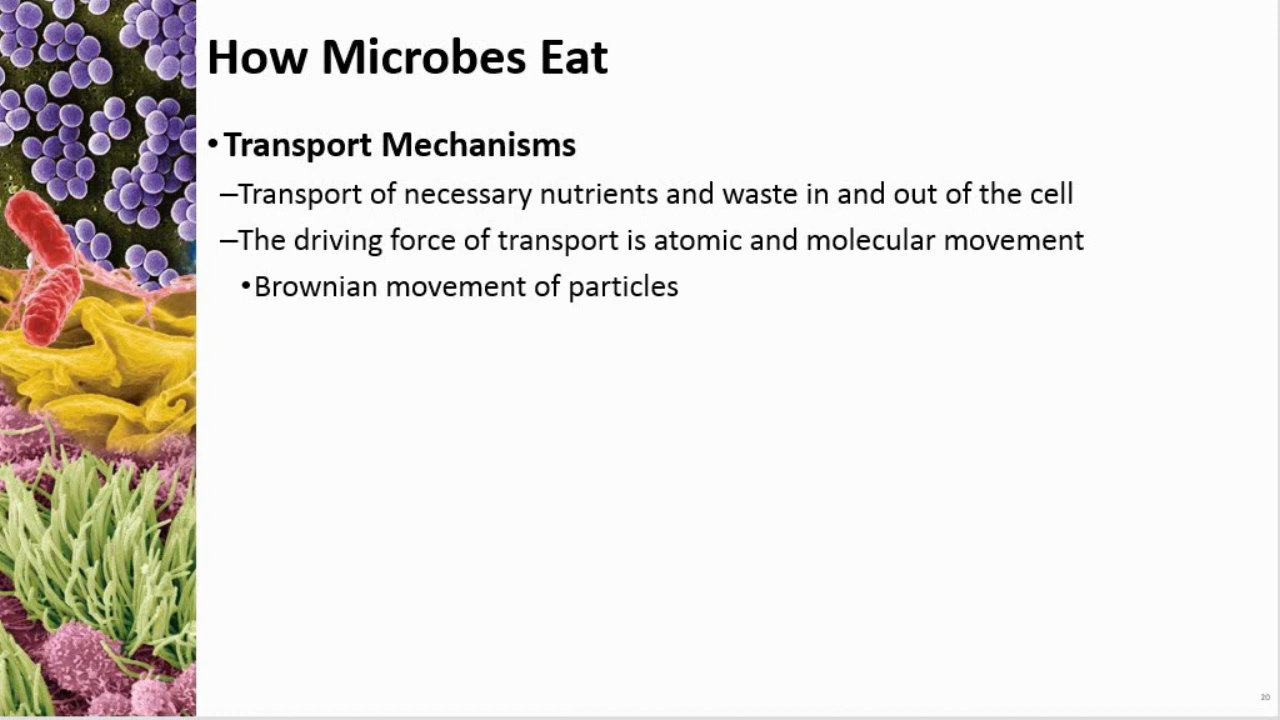 How Microbes Eat
•Transport Mechanisms
–Transport of necessary nutrients and waste in and out of the cell
–The driving force of transport is atomic and molecular movement
•Brownian movement of particles
20